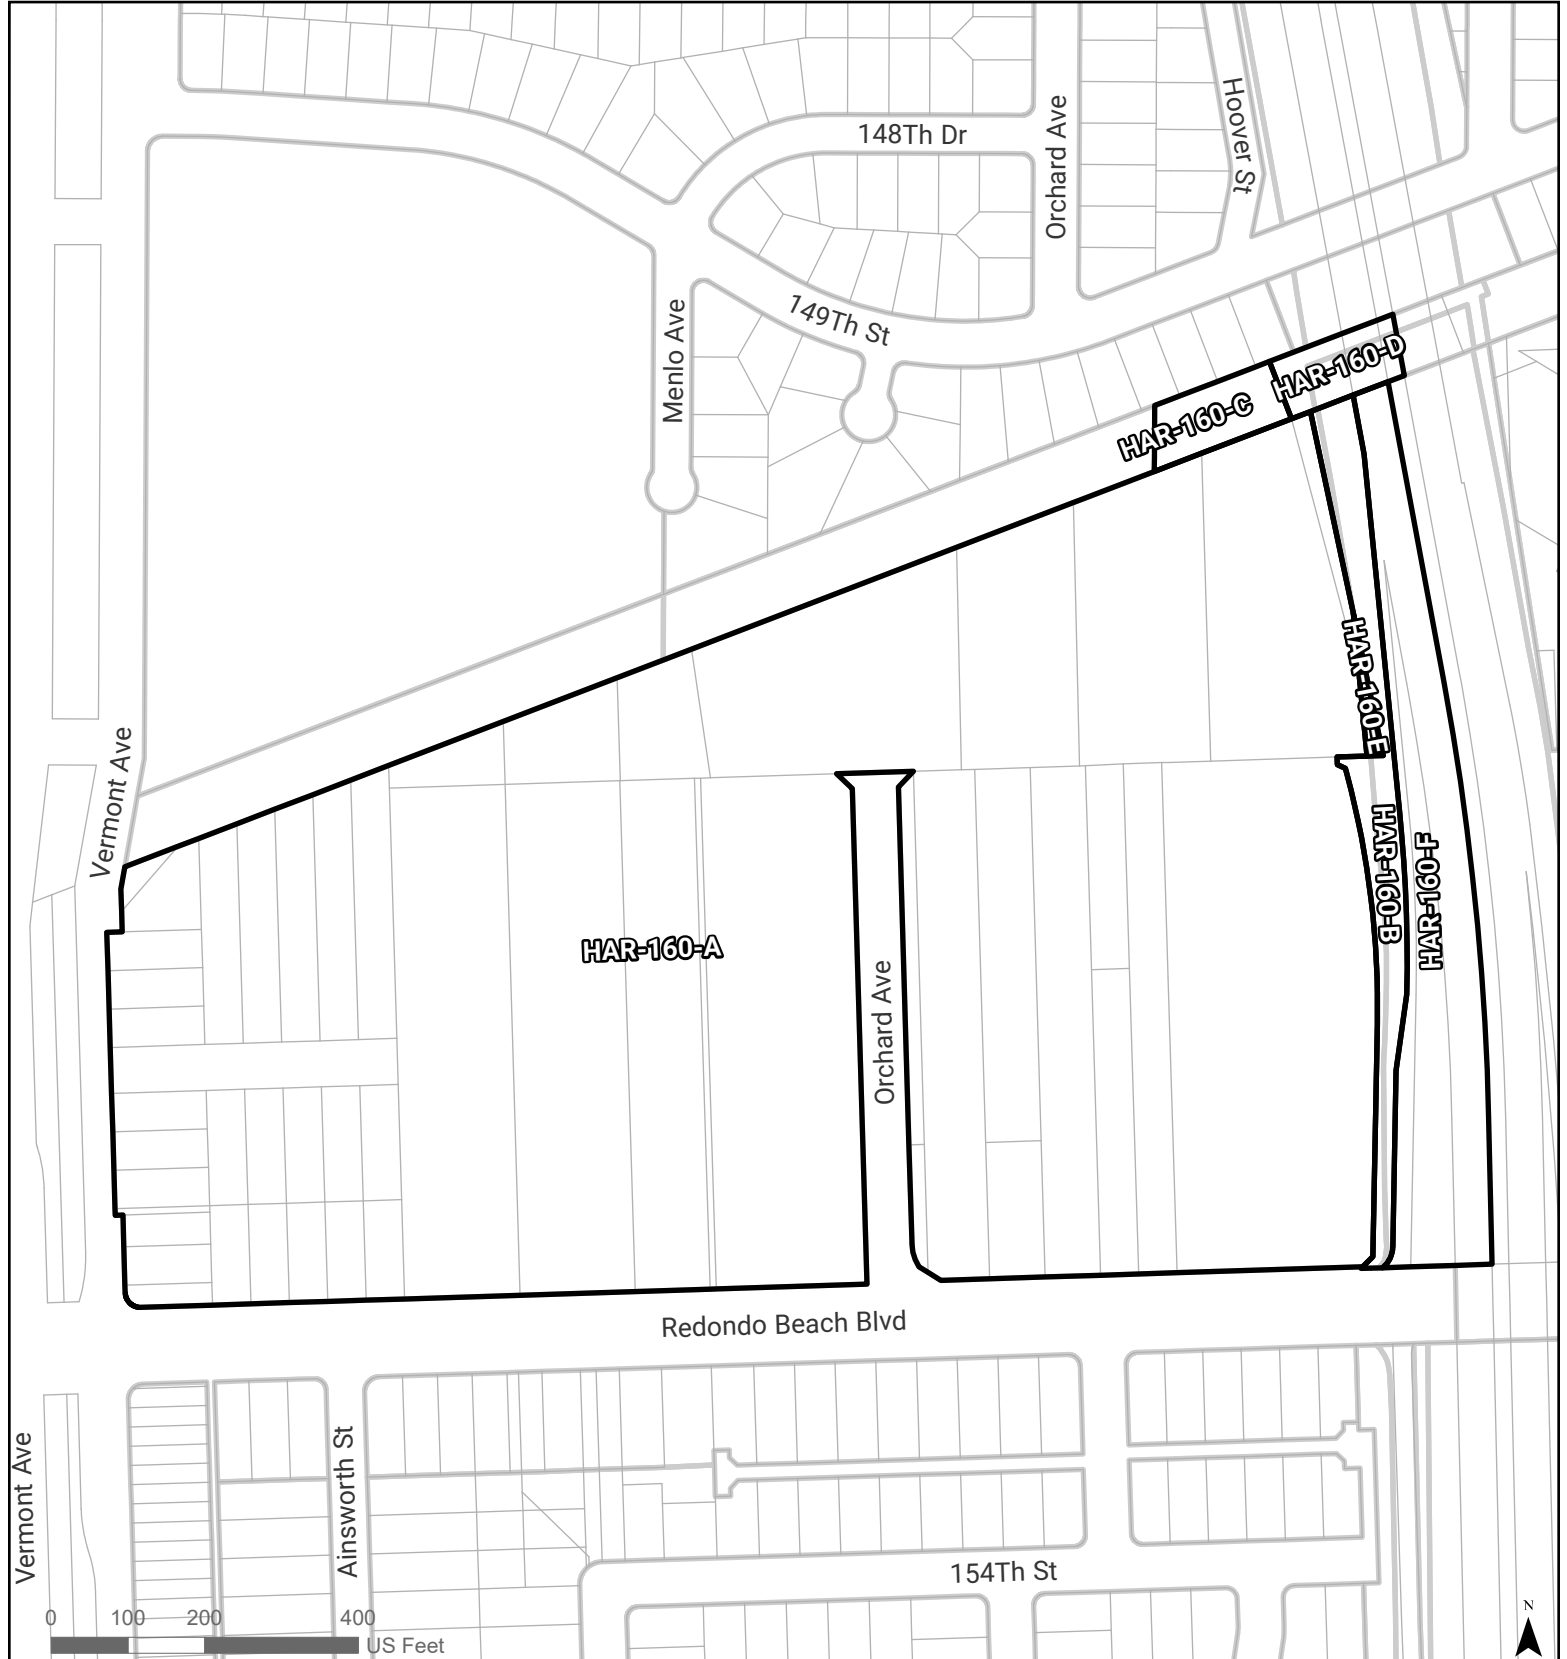 Hoover St
148Th Dr
Orchard Ave
149Th St
Menlo Ave
HAR-160-D
HAR-160-C
HAR-160-E
Vermont Ave
HAR-160-B
HAR-160-F
HAR-160-A
Orchard Ave
Redondo Beach Blvd
Vermont Ave
Ainsworth St
154Th St
0 100 200 400
US Feet
N